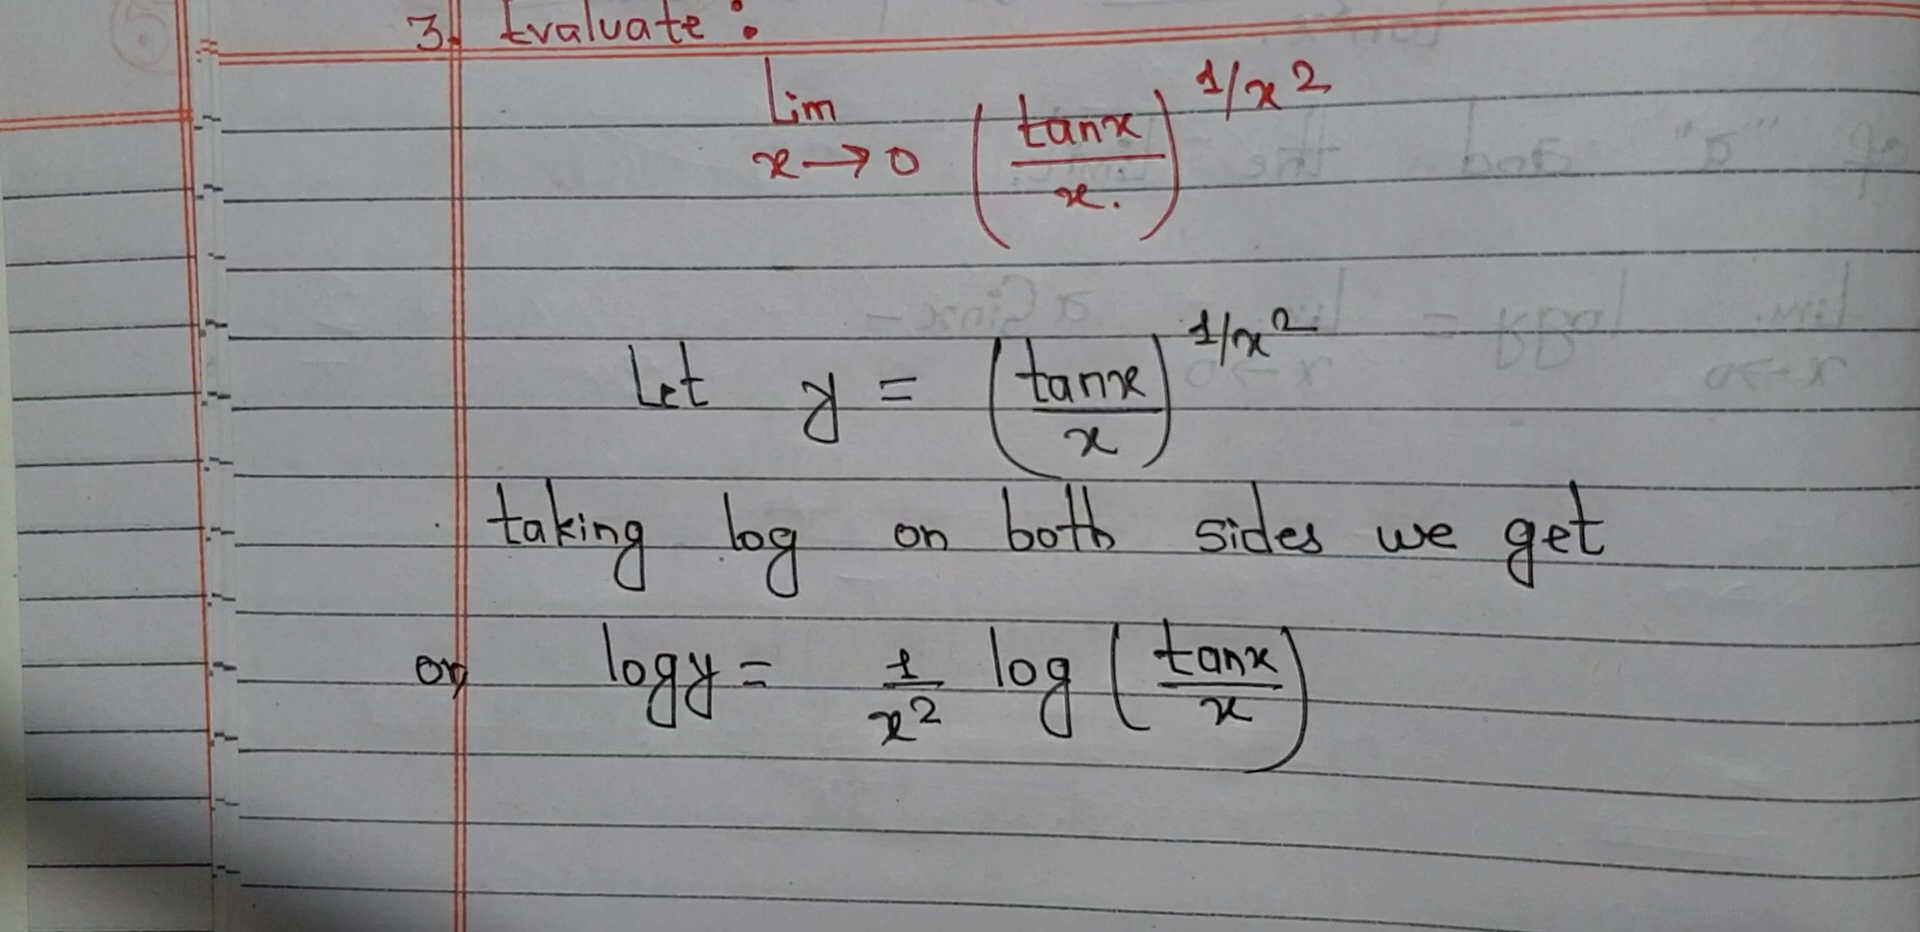 3. Evaluate :
Lim x→0 (tanx/x.)^1/x2
Let y = (tanx/x)^1/x2
taking log on both sides we get
or logy = 1/x2 log (tanx/x)